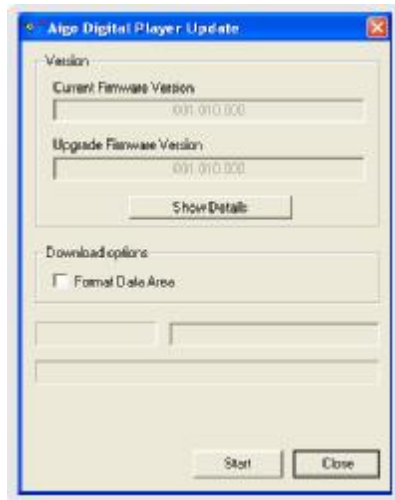 Aigo Digital Player Update
Version
Current Firmware Version
001.010.000
Upgrade Firmware Version
001.010.000
Show Details
Download options
Format Data Area
Start
Close